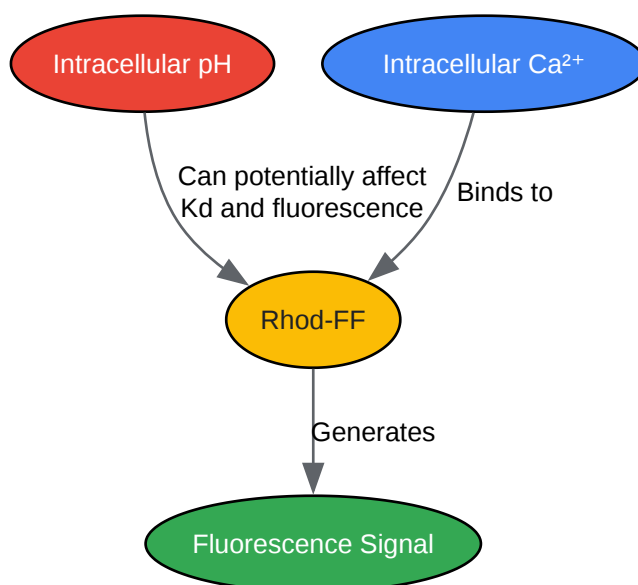 Intracellular pH
Intracellular Ca²⁺
Can potentially affect
Kd and fluorescence
Binds to
Rhod-FF
Generates
Fluorescence Signal